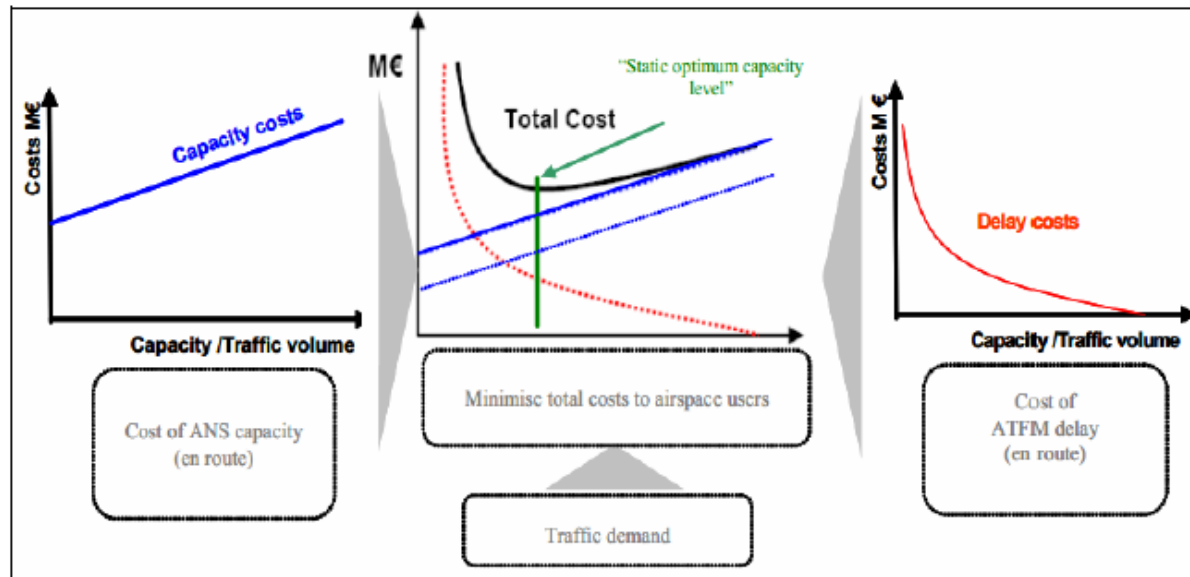 Costs M€
Capacity costs
Capacity /Traffic volume
Cost of ANS capacity
(en route)
M€
"Static optimum capacity
level"
Total Cost
Minimise total costs to airspace users
Traffic demand
Costs M €
Delay costs
Capacity /Traffic volume
Cost of
ATFM delay
(en route)